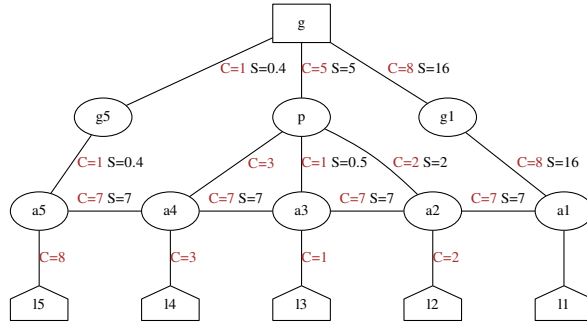 g
C=1 S=0.4
C=5 S=5
C=8 S=16
g5
p
g1
C=1 S=0.4
C=3
C=1 S=0.5
C=2 S=2
C=8 S=16
a5
C=7 S=7
a4
C=7 S=7
a3
C=7 S=7
a2
C=7 S=7
a1
C=8
C=3
C=1
C=2
l5
l4
l3
l2
l1